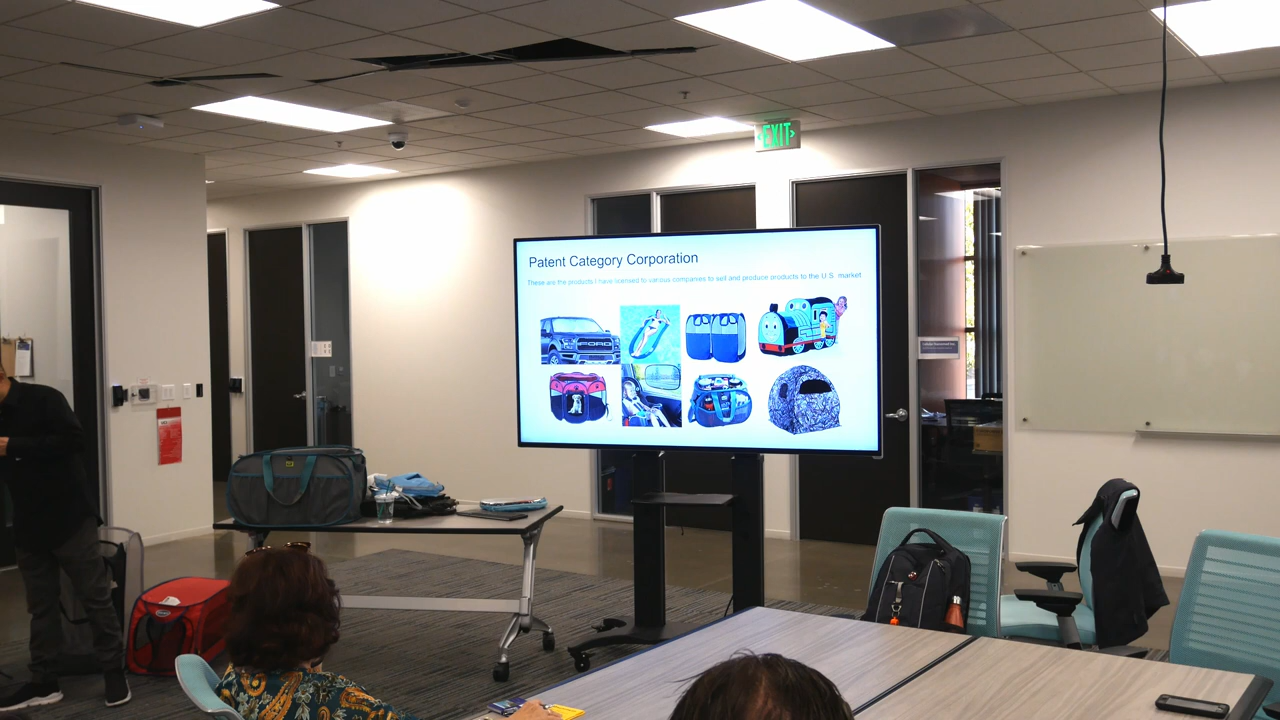 EXIT
Patent Category Corporation
These are the products I have licensed to various companies to sell and produce products to the U.S. market
FORD